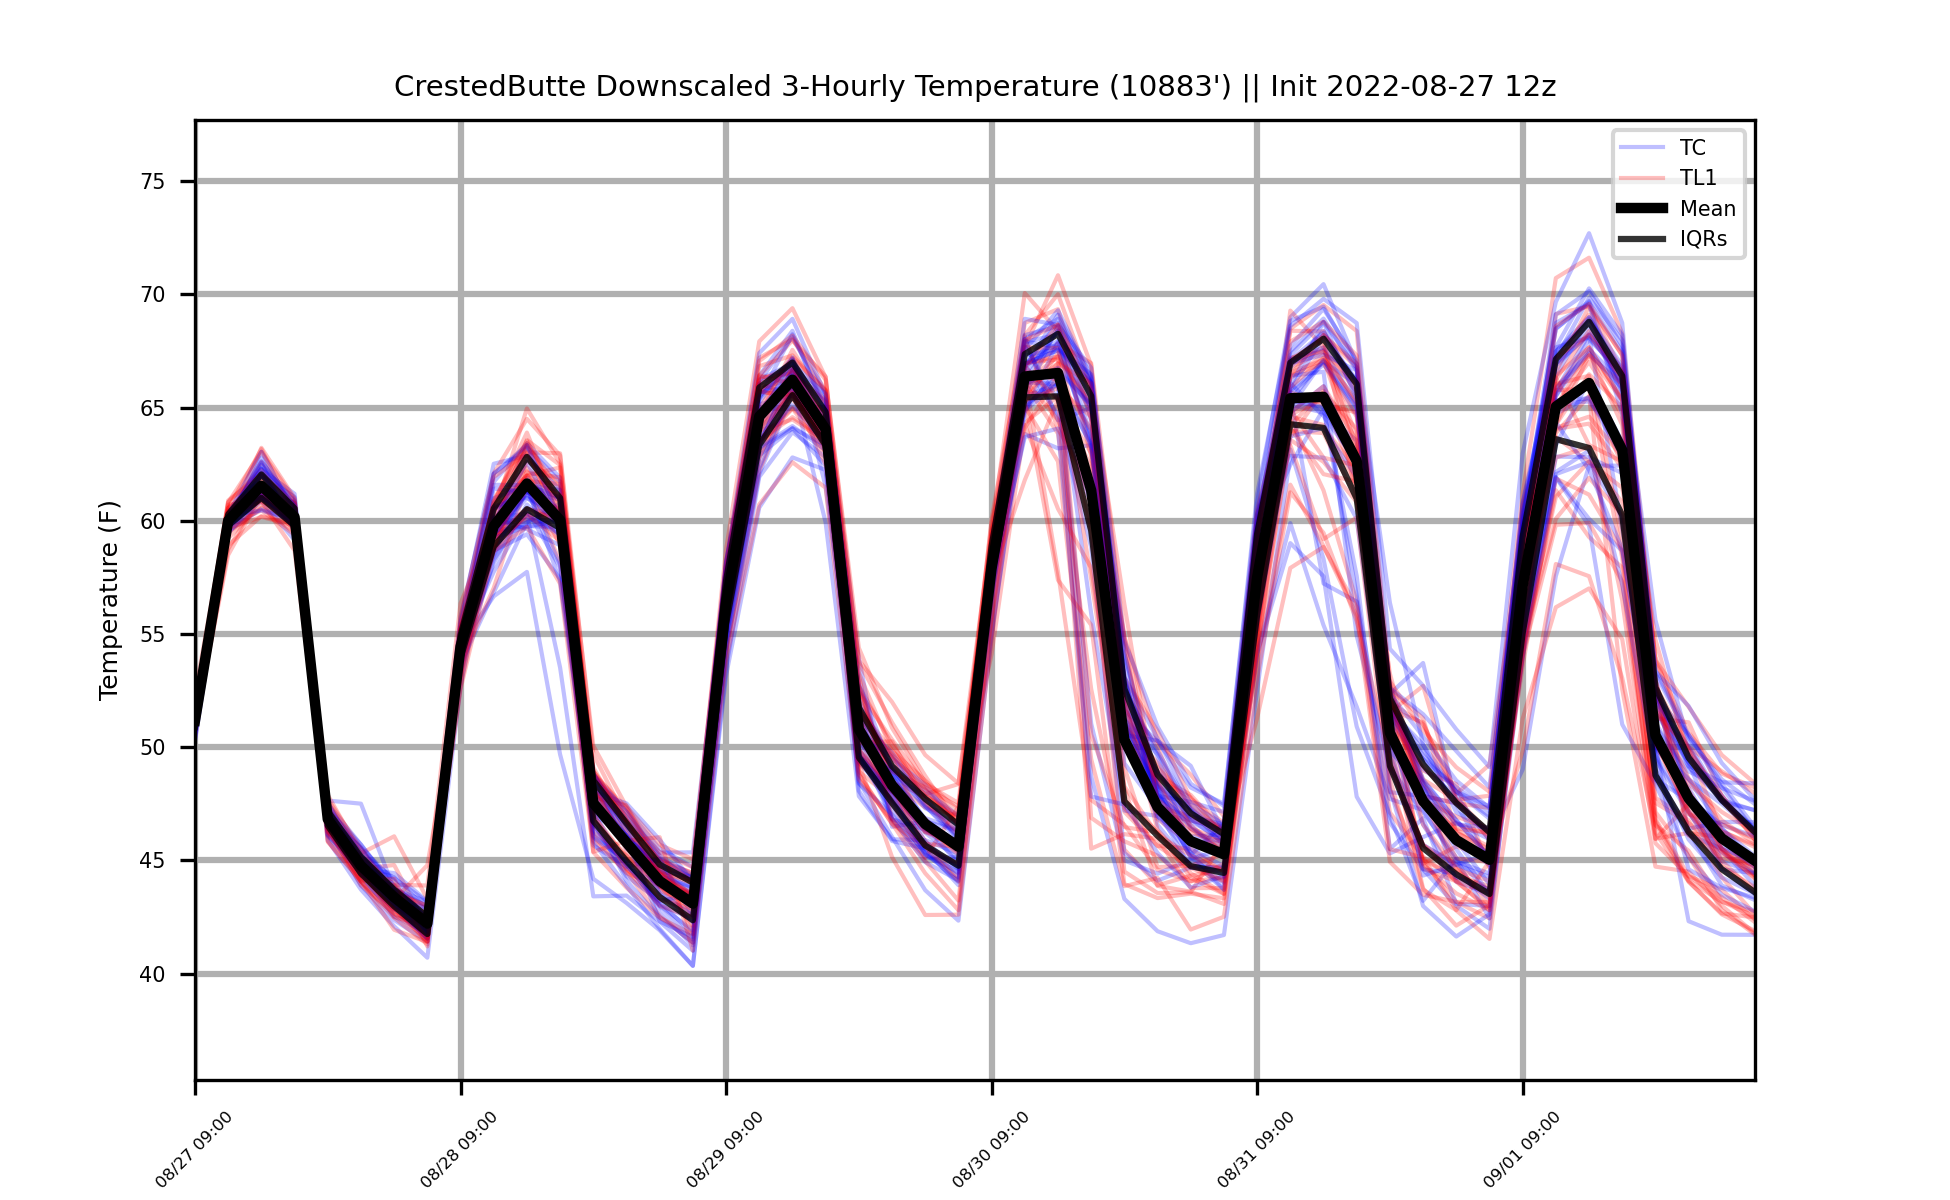 CrestedButte Downscaled 3-Hourly Temperature (10883') || Init 2022-08-27 12z
TC
TL1
Mean
IQRs
Temperature (F)
75
70
65
60
55
50
45
40
08/27 09:00
08/28 09:00
08/29 09:00
08/30 09:00
08/31 09:00
09/01 09:00